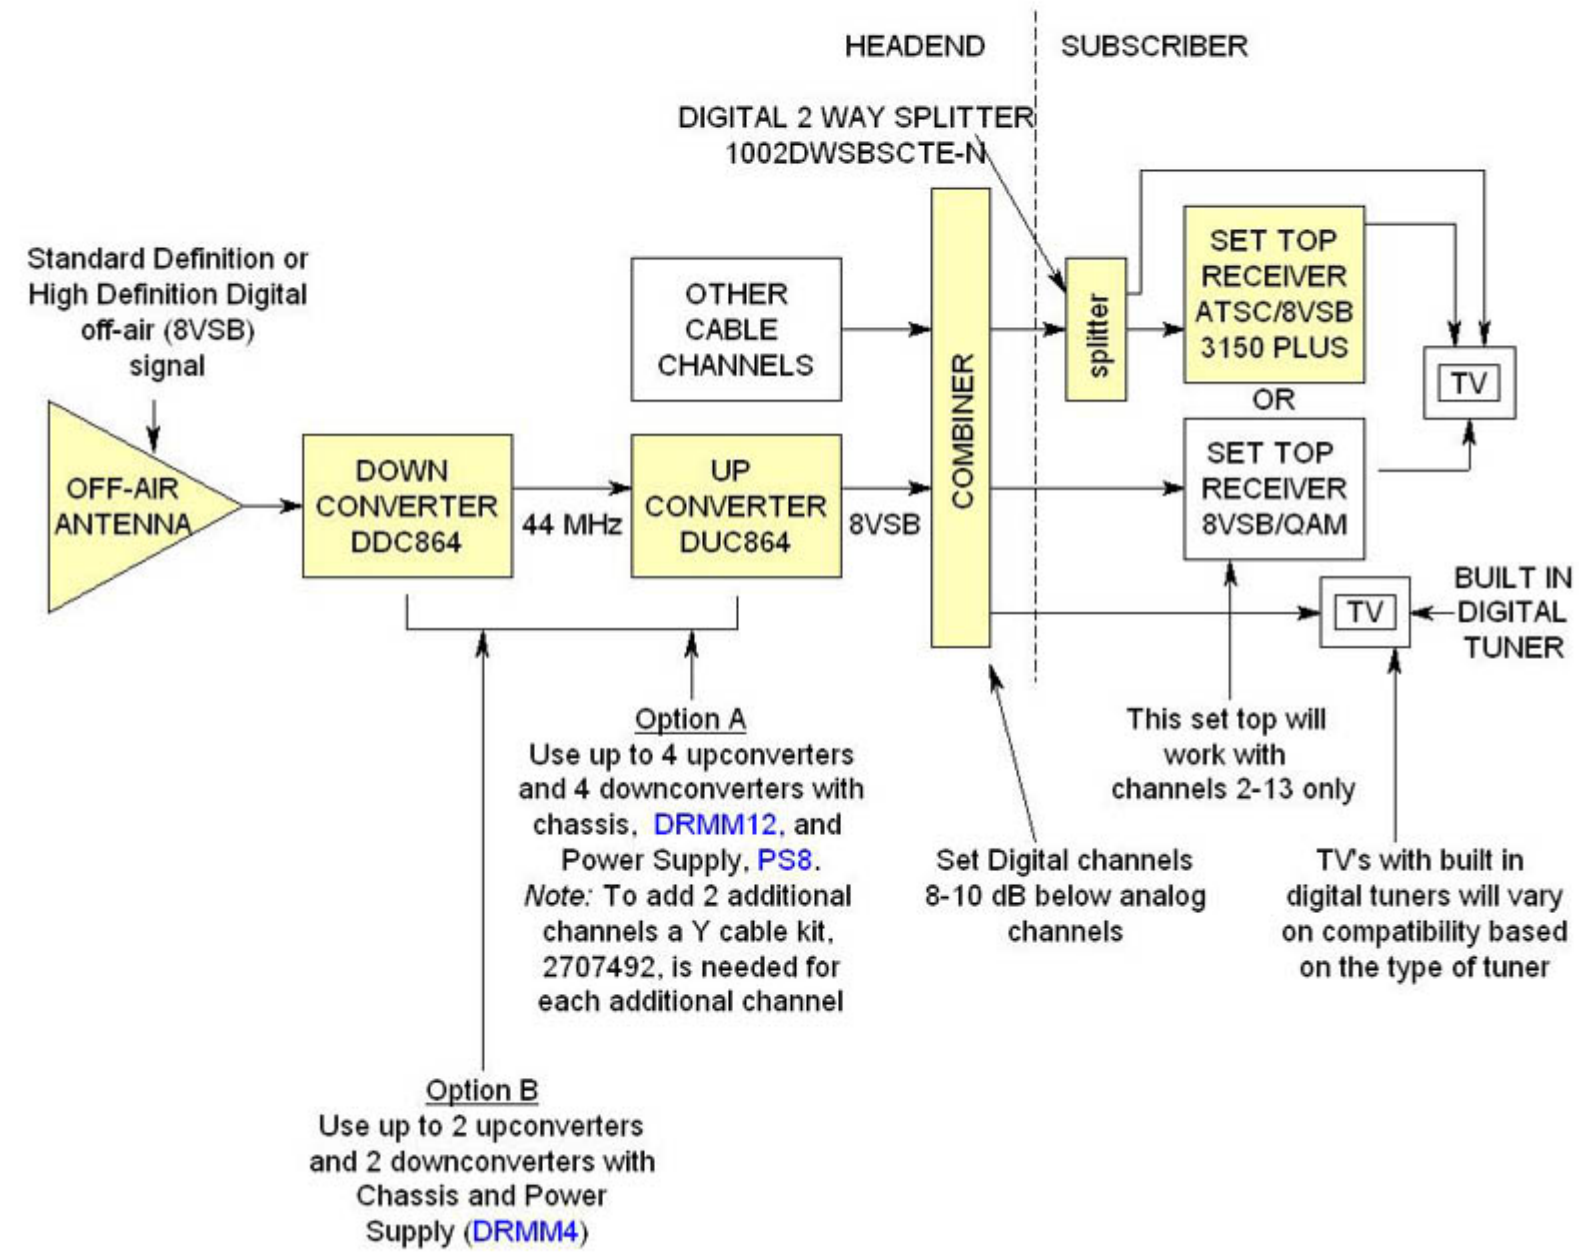 HEADEND
SUBSCRIBER
DIGITAL 2 WAY SPLITTER
1002DWSBSCTE-N
Standard Definition or
High Definition Digital
off-air (8VSB)
signal
OFF-AIR
ANTENNA
DOWN
CONVERTER
DDC864
44 MHz
OTHER
CABLE
CHANNELS
UP
CONVERTER
DUC864
8VSB
COMBINER
splitter
SET TOP
RECEIVER
ATSC/8VSB
3150 PLUS
OR
SET TOP
RECEIVER
8VSB/QAM
TV
TV
BUILT IN
DIGITAL
TUNER
Option A
Use up to 4 upconverters
and 4 downconverters with
chassis, DRMM12, and
Power Supply, PS8.
Note: To add 2 additional
channels a Y cable kit,
2707492, is needed for
each additional channel
This set top will
work with
channels 2-13 only
Set Digital channels
8-10 dB below analog
channels
TV's with built in
digital tuners will vary
on compatibility based
on the type of tuner
Option B
Use up to 2 upconverters
and 2 downconverters with
Chassis and Power
Supply (DRMM4)